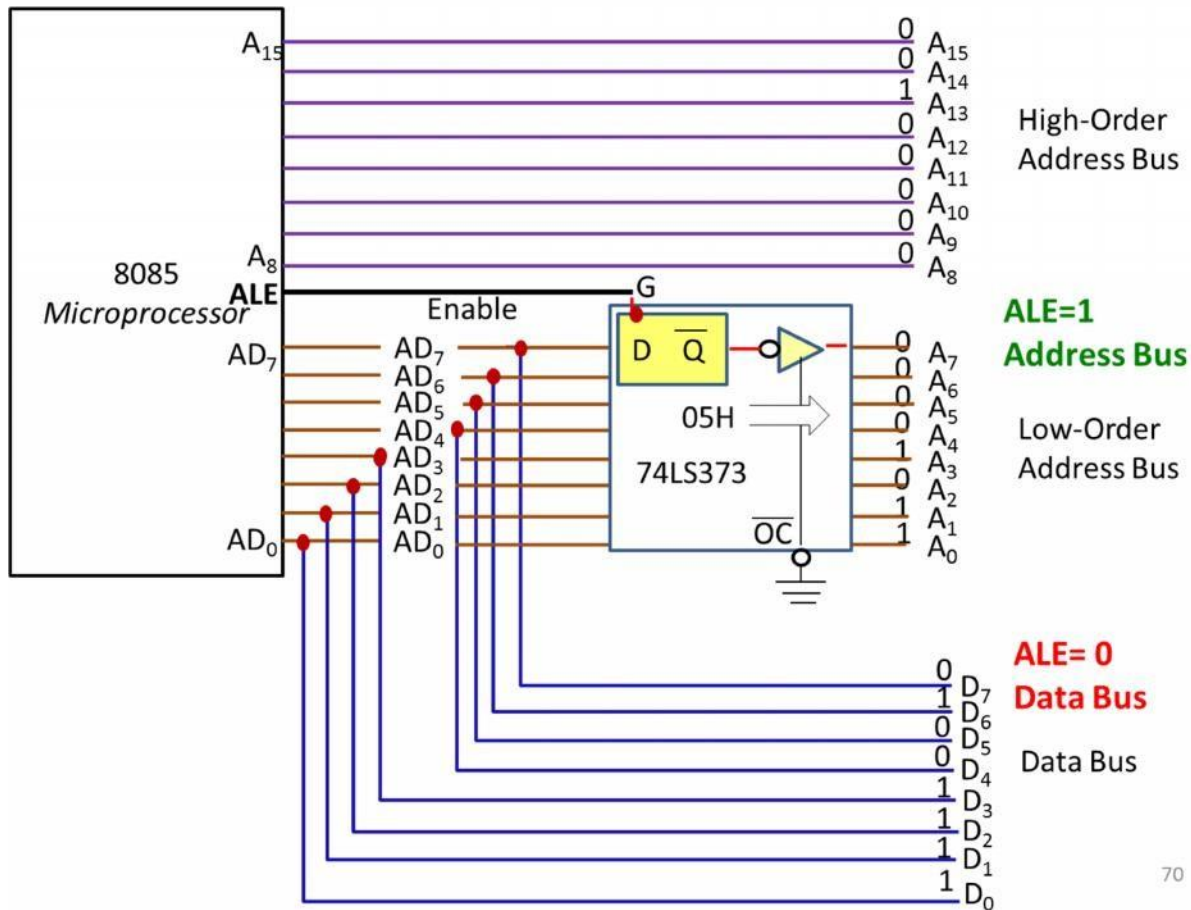 A15
A8
8085
Microprocessor
ALE
AD7
AD0
Enable
G
AD7
AD6
AD5
AD4
AD3
AD2
AD1
AD0
D Q̅
05H
74LS373
O̅C̅
0 A15
0 A14
1 A13
0 A12
0 A11
0 A10
0 A9
0 A8
High-Order
Address Bus
ALE=1
Address Bus
0 A7
0 A6
0 A5
0 A4
1 A3
0 A2
1 A1
1 A0
Low-Order
Address Bus
ALE= 0
Data Bus
0 D7
1 D6
0 D5
0 D4
1 D3
1 D2
1 D1
1 D0
Data Bus
70